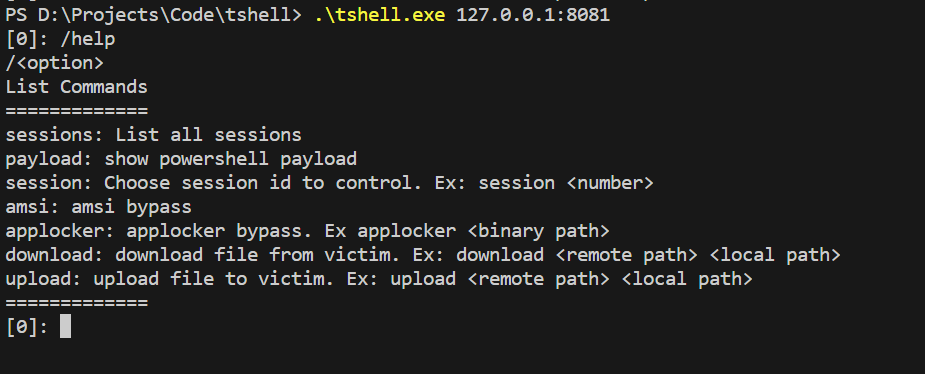 PS D:\Projects\Code\tshell> .\tshell.exe 127.0.0.1:8081
[0]: /help
/<option>
List Commands
=============
sessions: List all sessions
payload: show powershell payload
session: Choose session id to control. Ex: session <number>
amsi: amsi bypass
applocker: applocker bypass. Ex applocker <binary path>
download: download file from victim. Ex: download <remote path> <local path>
upload: upload file to victim. Ex: upload <remote path> <local path>
=============
[0]: